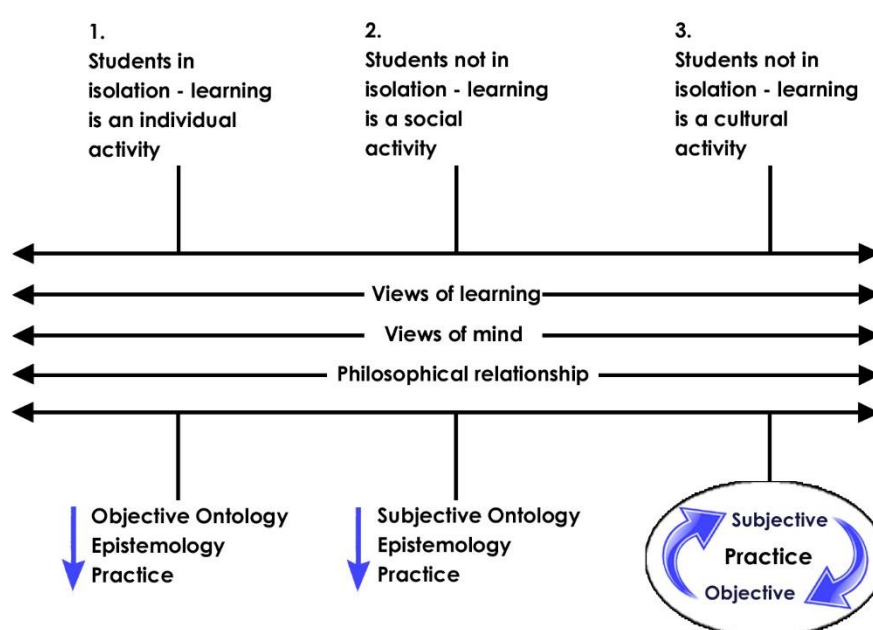 1.
Students in
isolation - learning
is an individual
activity
2.
Students not in
isolation - learning
is a social
activity
3.
Students not in
isolation - learning
is a cultural
activity
Views of learning
Views of mind
Philosophical relationship
Objective Ontology
Epistemology
Practice
Subjective Ontology
Epistemology
Practice
Subjective
Practice
Objective